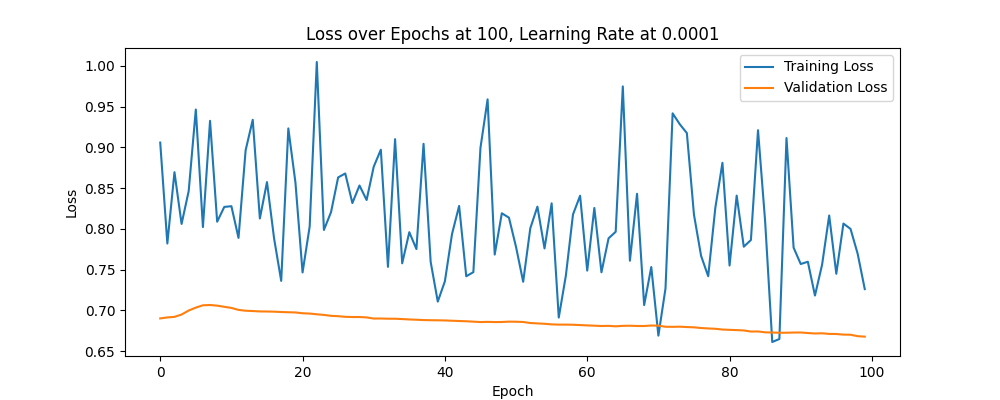 Loss over Epochs at 100, Learning Rate at 0.0001
Training Loss
Validation Loss
1.00
0.95
0.90
0.85
0.80
0.75
0.70
0.65
Loss
0 20 40 60 80 100
Epoch